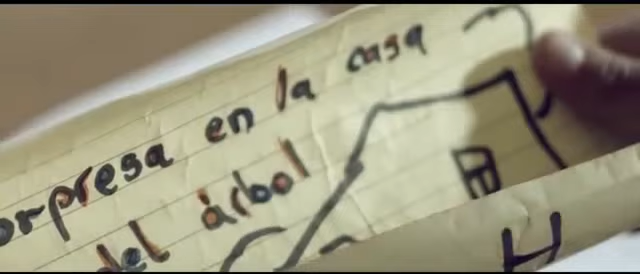 orpresa en la casa
del árbol
H